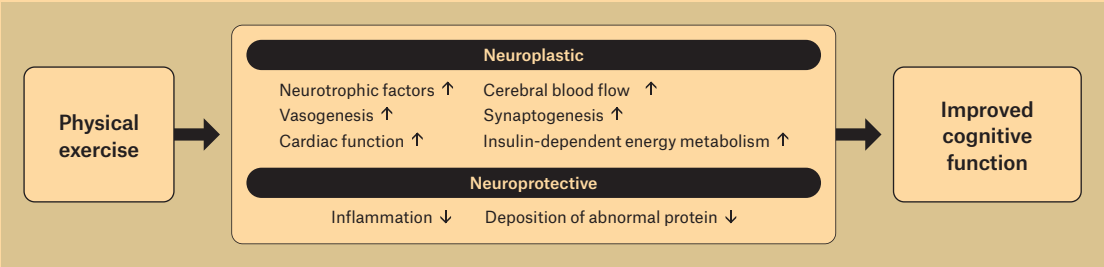 Physical
exercise
Neuroplastic
Neurotrophic factors ↑
Cerebral blood flow ↑
Vasogenesis ↑
Synaptogenesis ↑
Cardiac function ↑
Insulin-dependent energy metabolism ↑
Neuroprotective
Inflammation ↓
Deposition of abnormal protein ↓
Improved
cognitive
function